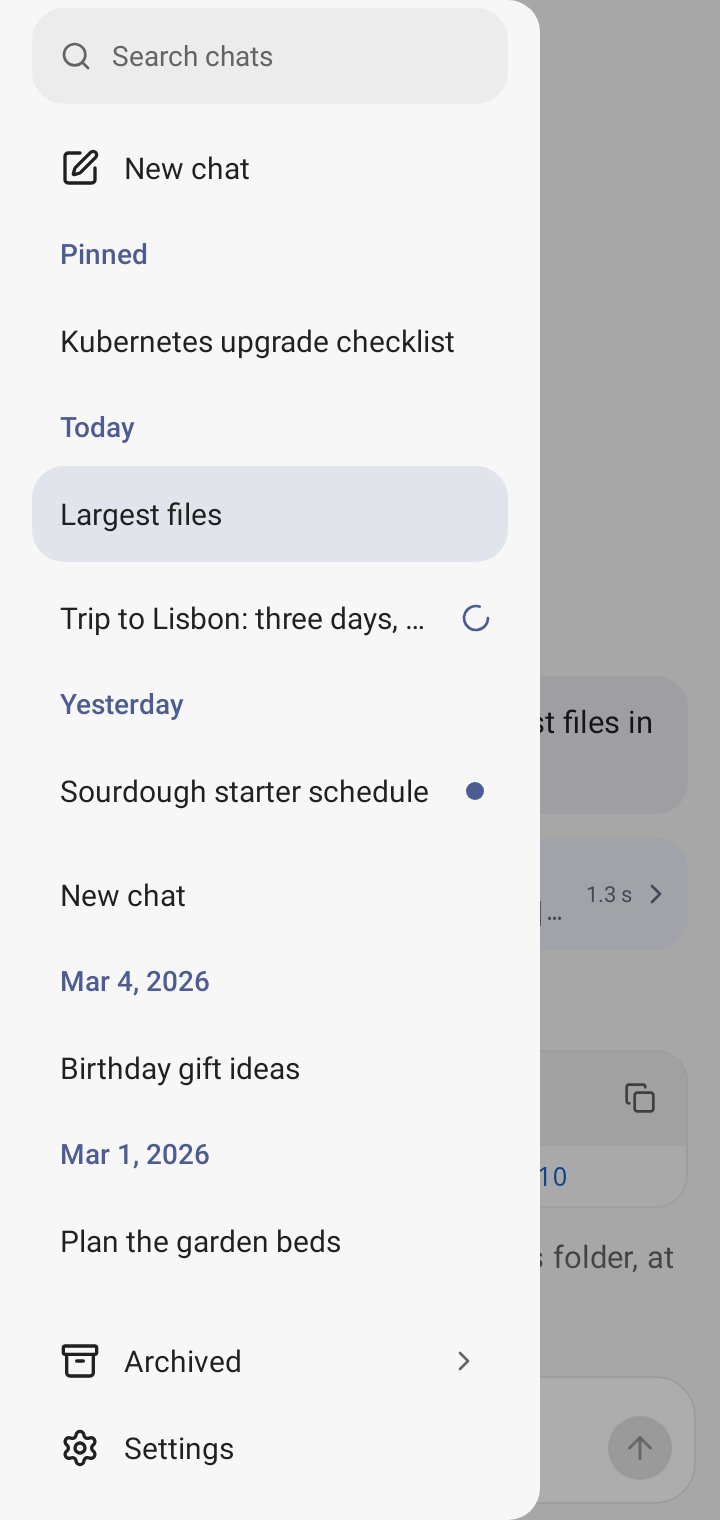 Search chats
New chat
Pinned
Kubernetes upgrade checklist
Today
Largest files
Trip to Lisbon: three days, …
Yesterday
st files in
Sourdough starter schedule
New chat
1.3 s
…
Mar 4, 2026
Birthday gift ideas
Mar 1, 2026
10
Plan the garden beds
folder, at
Archived
Settings